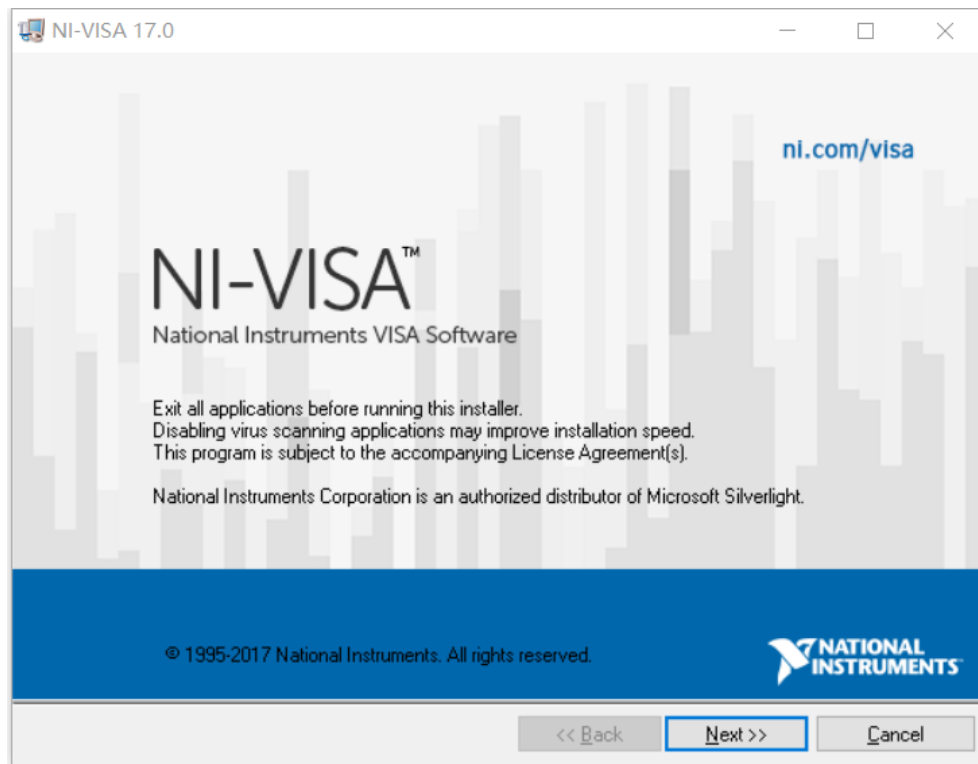 NI-VISA 17.0
ni.com/visa
NI-VISA™
National Instruments VISA Software
Exit all applications before running this installer.
Disabling virus scanning applications may improve installation speed.
This program is subject to the accompanying License Agreement(s).
National Instruments Corporation is an authorized distributor of Microsoft Silverlight.
© 1995-2017 National Instruments. All rights reserved.
NATIONAL
INSTRUMENTS
<< Back
Next >>
Cancel